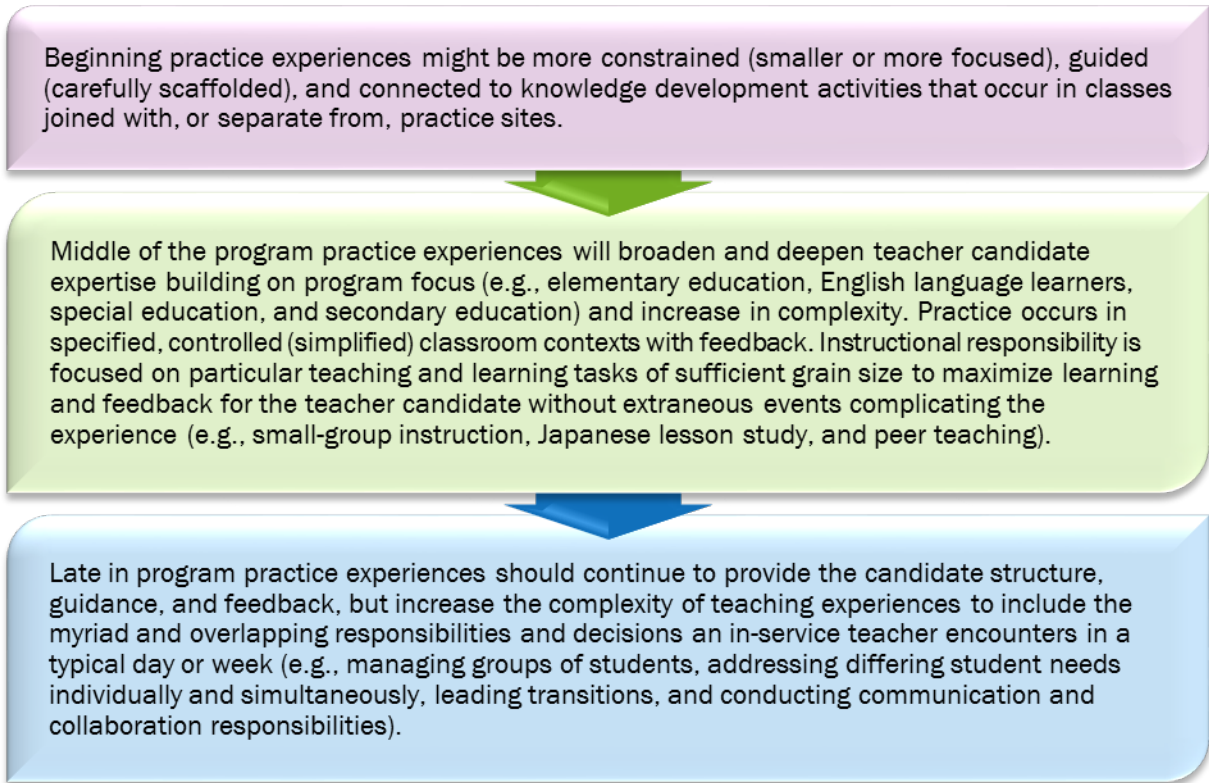 Beginning practice experiences might be more constrained (smaller or more focused), guided
(carefully scaffolded), and connected to knowledge development activities that occur in classes
joined with, or separate from, practice sites.
Middle of the program practice experiences will broaden and deepen teacher candidate
expertise building on program focus (e.g., elementary education, English language learners,
special education, and secondary education) and increase in complexity. Practice occurs in
specified, controlled (simplified) classroom contexts with feedback. Instructional responsibility is
focused on particular teaching and learning tasks of sufficient grain size to maximize learning
and feedback for the teacher candidate without extraneous events complicating the
experience (e.g., small-group instruction, Japanese lesson study, and peer teaching).
Late in program practice experiences should continue to provide the candidate structure,
guidance, and feedback, but increase the complexity of teaching experiences to include the
myriad and overlapping responsibilities and decisions an in-service teacher encounters in a
typical day or week (e.g., managing groups of students, addressing differing student needs
individually and simultaneously, leading transitions, and conducting communication and
collaboration responsibilities).